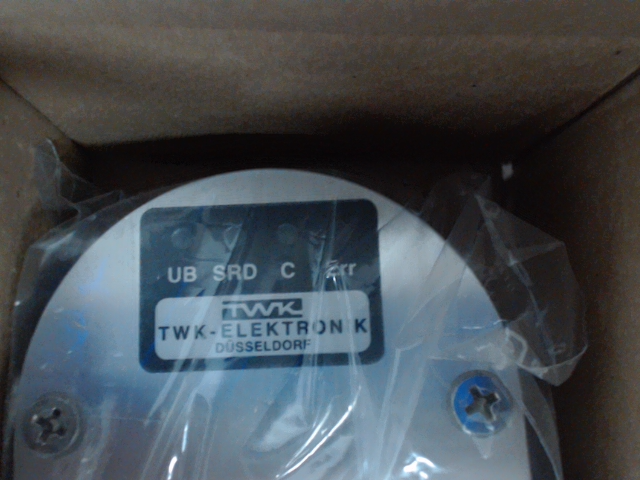 UB SRD C Err
TWK
TWK-ELEKTRONIK
DÜSSELDORF